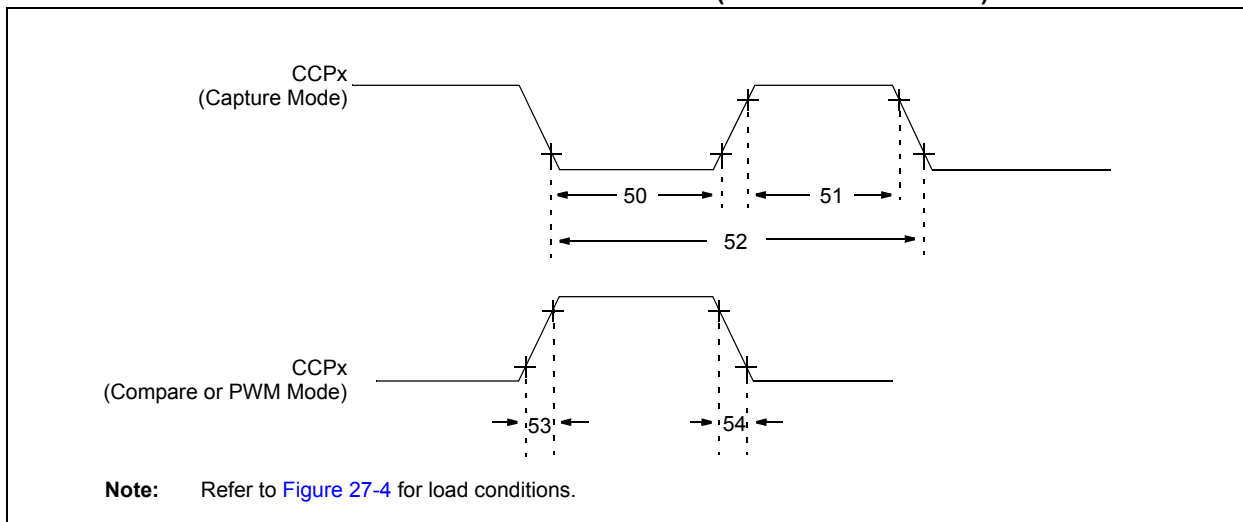 CCPx
(Capture Mode)
50
51
52
CCPx
(Compare or PWM Mode)
53
54
Note: Refer to Figure 27-4 for load conditions.